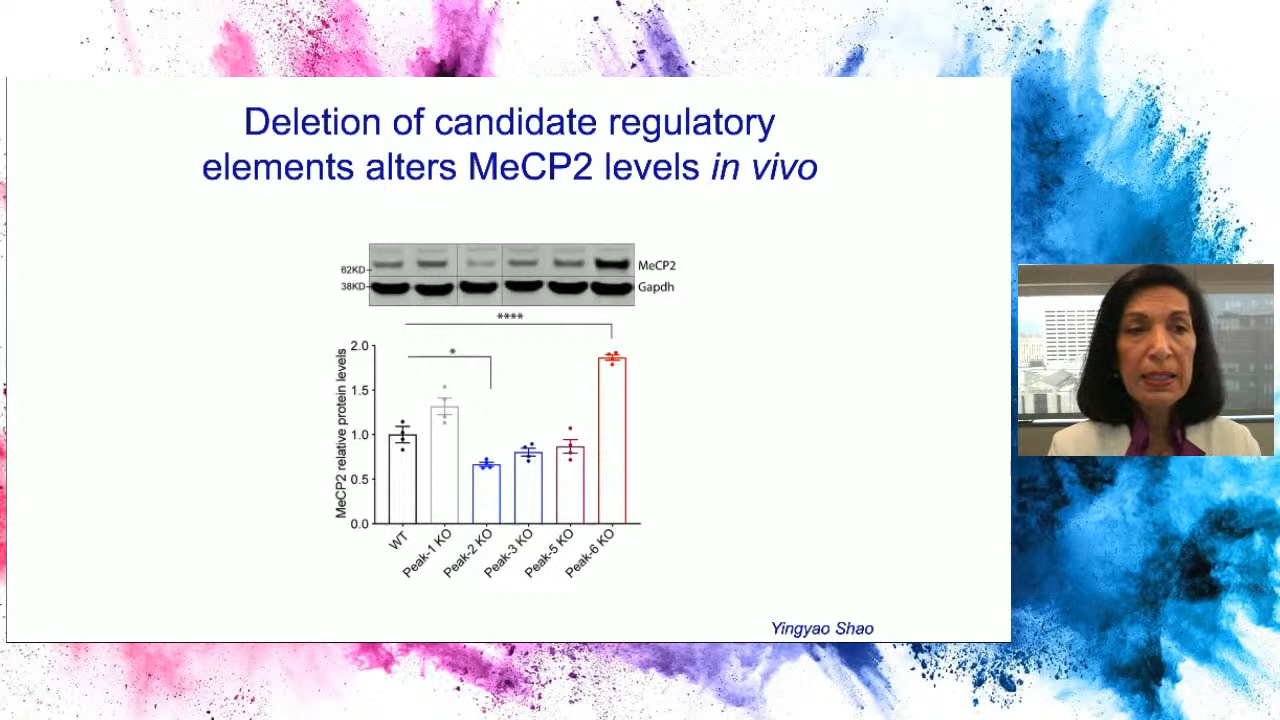 Deletion of candidate regulatory
elements alters MeCP2 levels in vivo
62KD
MeCP2
38KD
Gapdh
****
*
MeCP2 relative protein levels
2.0
1.5
1.0
0.5
0.0
WT
Peak-1 KO
Peak-2 KO
Peak-3 KO
Peak-5 KO
Peak-6 KO
Yingyao Shao